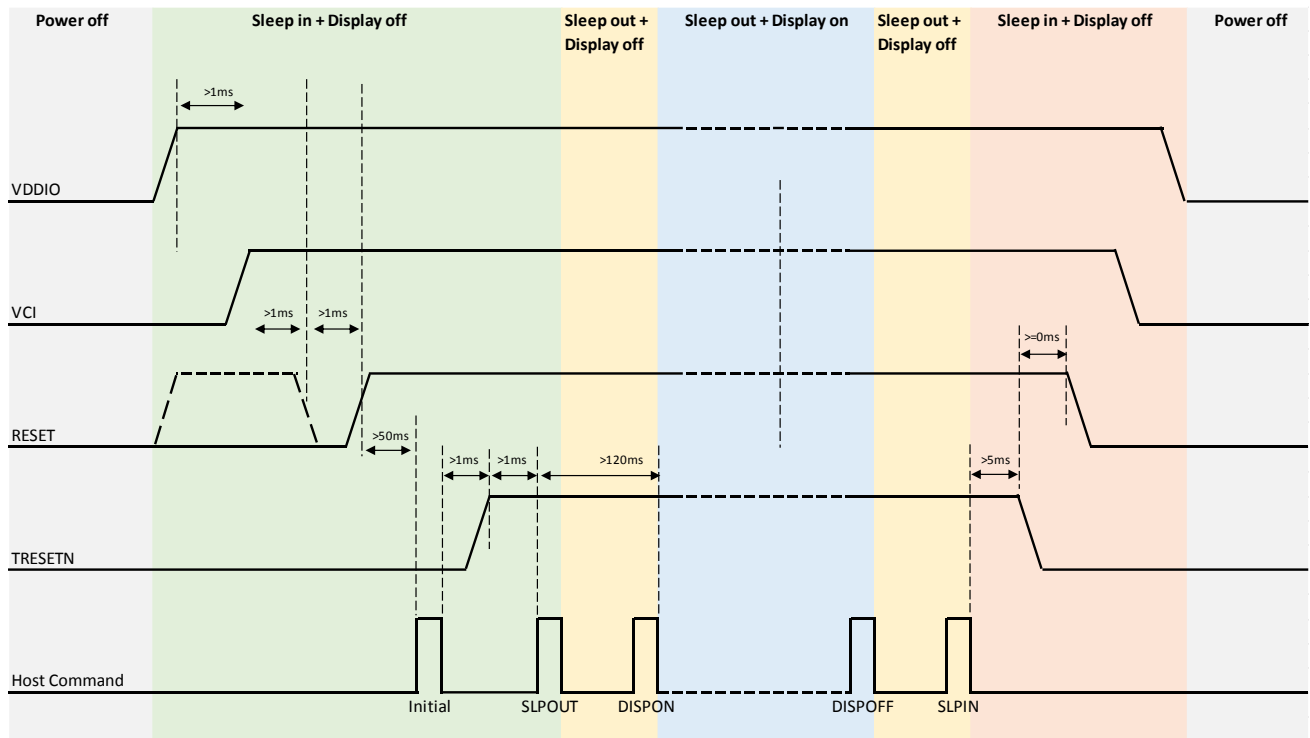 Power off
Sleep in + Display off
Sleep out +
Display off
Sleep out + Display on
Sleep out +
Display off
Sleep in + Display off
Power off
>1ms
VDDIO
VCI
>1ms
>1ms
>=0ms
RESET
>50ms
>1ms
>1ms
>120ms
>5ms
TRESETN
Host Command
Initial
SLPOUT
DISPON
DISPOFF
SLPIN